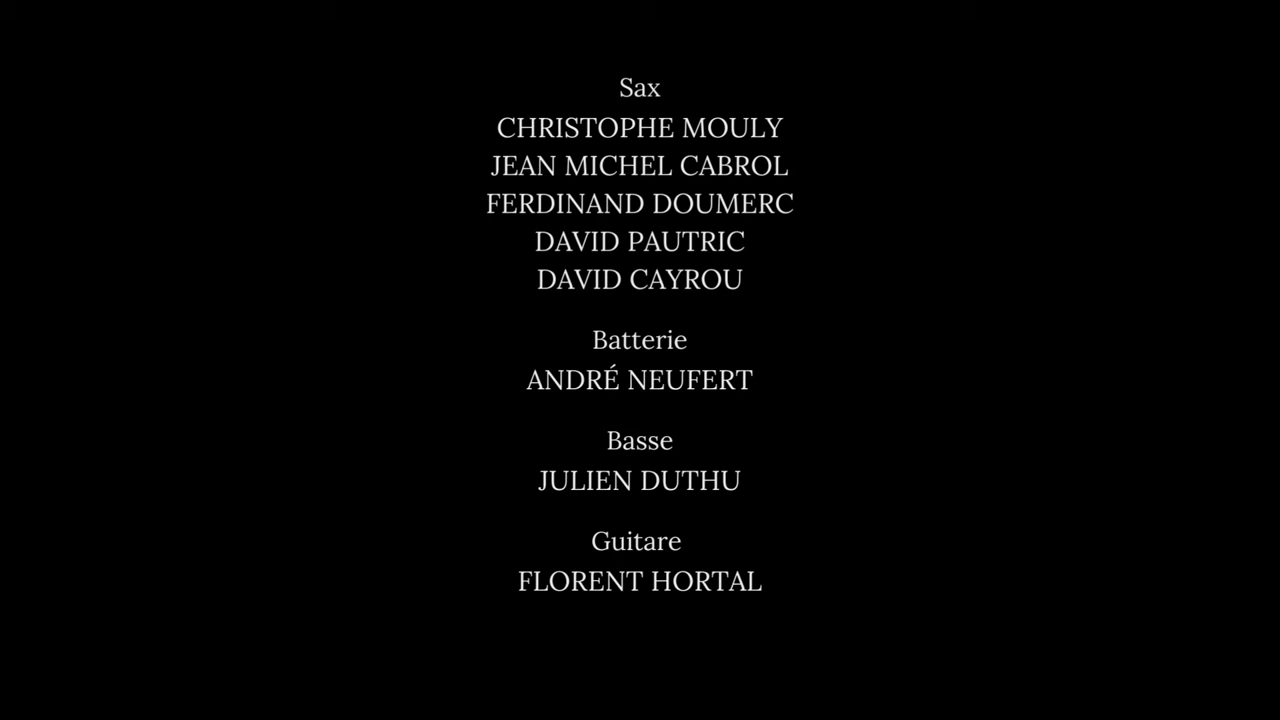 Sax
CHRISTOPHE MOULY
JEAN MICHEL CABROL
FERDINAND DOUMERC
DAVID PAUTRIC
DAVID CAYROU
Batterie
ANDRÉ NEUFERT
Basse
JULIEN DUTHU
Guitare
FLORENT HORTAL